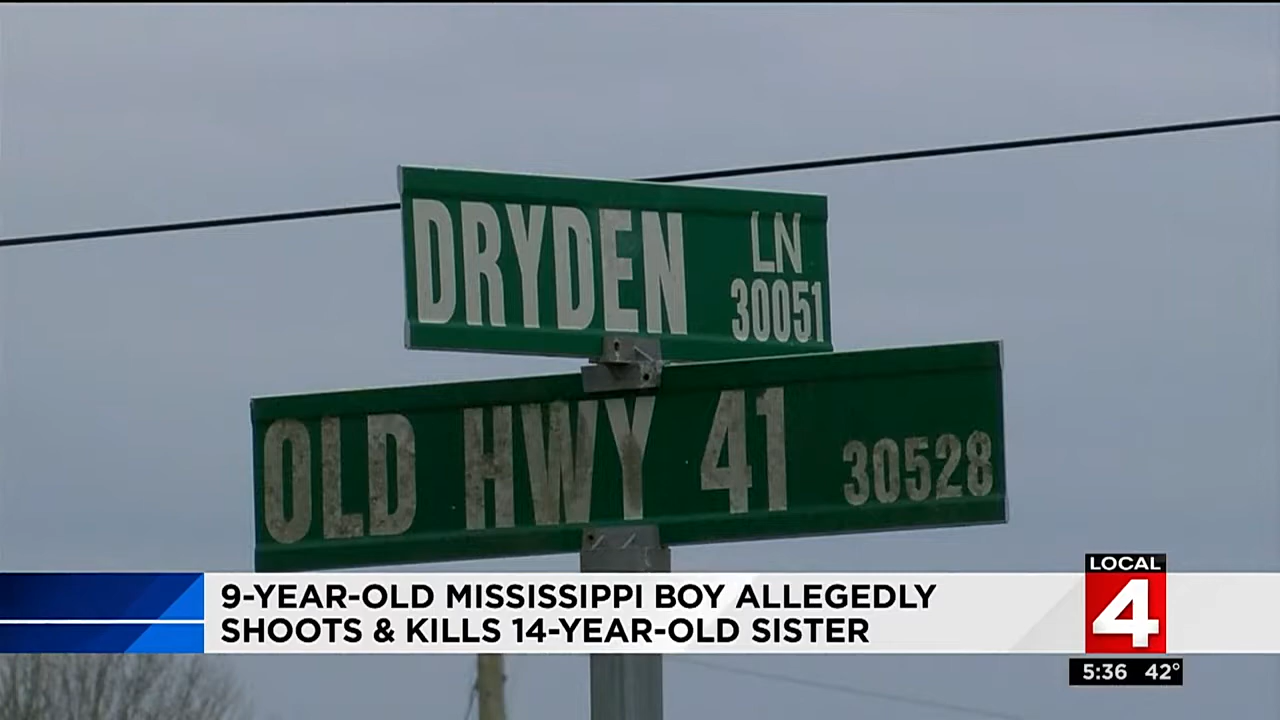 DRYDEN LN
30051
OLD HWY 41 30528
9-YEAR-OLD MISSISSIPPI BOY ALLEGEDLY
SHOOTS & KILLS 14-YEAR-OLD SISTER
LOCAL
4
5:36 42°